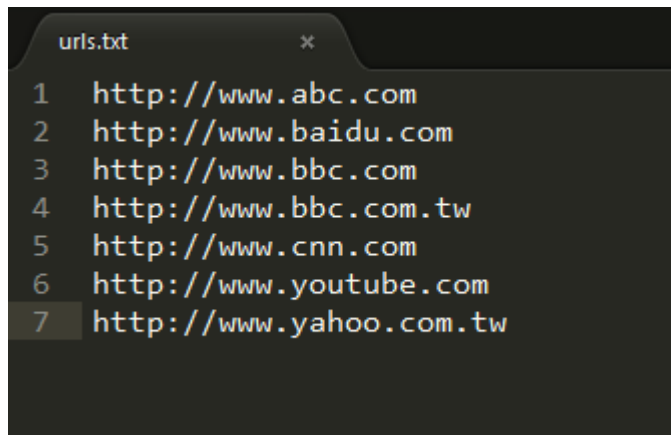 urls.txt ×
1 http://www.abc.com
2 http://www.baidu.com
3 http://www.bbc.com
4 http://www.bbc.com.tw
5 http://www.cnn.com
6 http://www.youtube.com
7 http://www.yahoo.com.tw